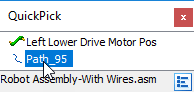 QuickPick
Left Lower Drive Motor Pos
Path_95
Robot Assembly-With Wires.asm